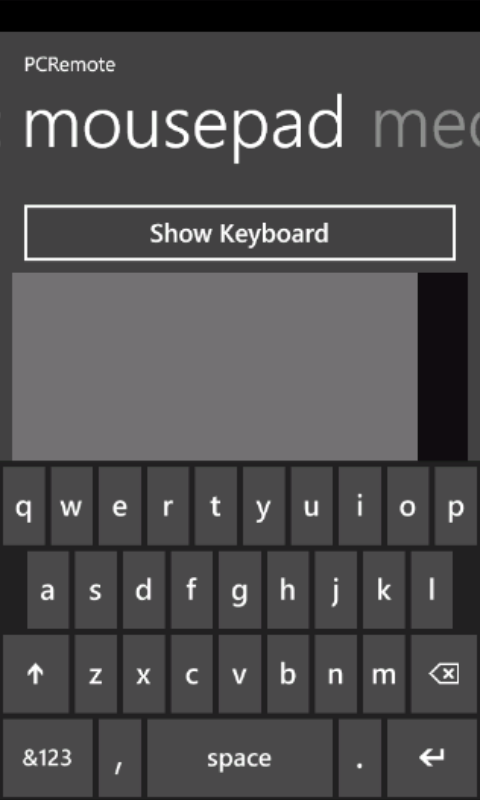 PCRemote
mousepad med
Show Keyboard
q w e r t y u i o p
a s d f g h j k l
z x c v b n m
&123 , space .